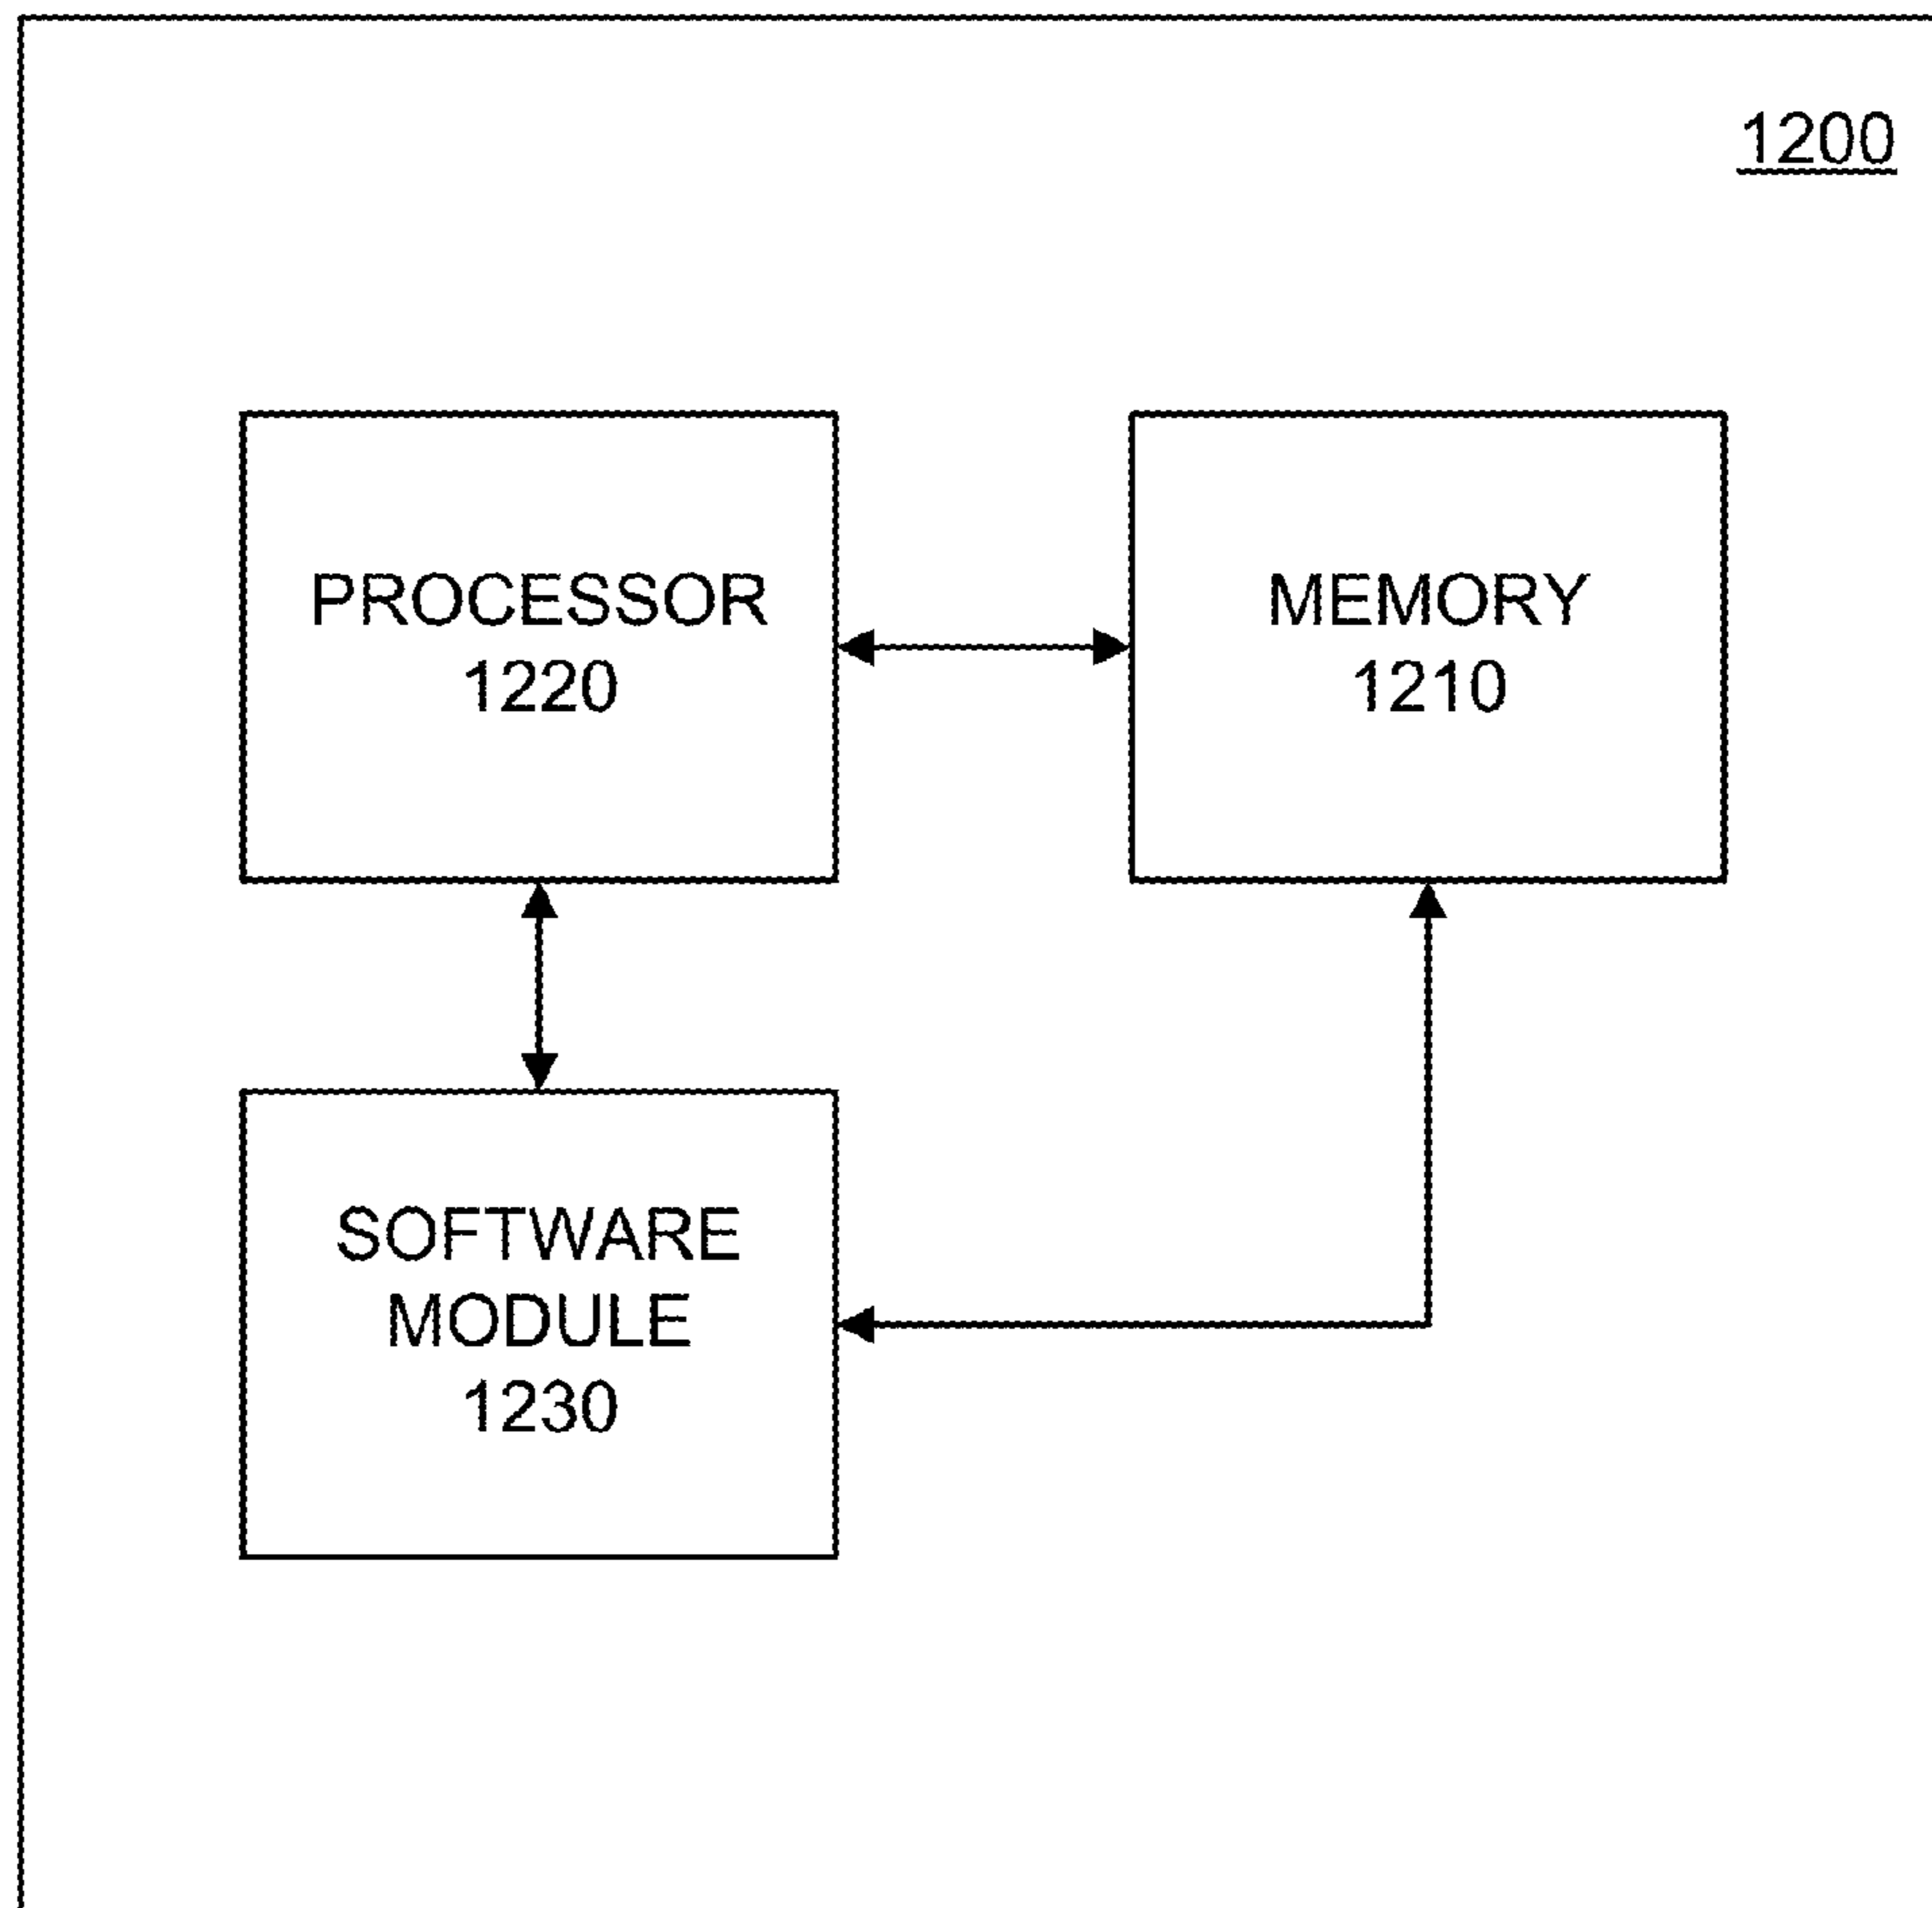 1200
PROCESSOR
1220
MEMORY
1210
SOFTWARE
MODULE
1230